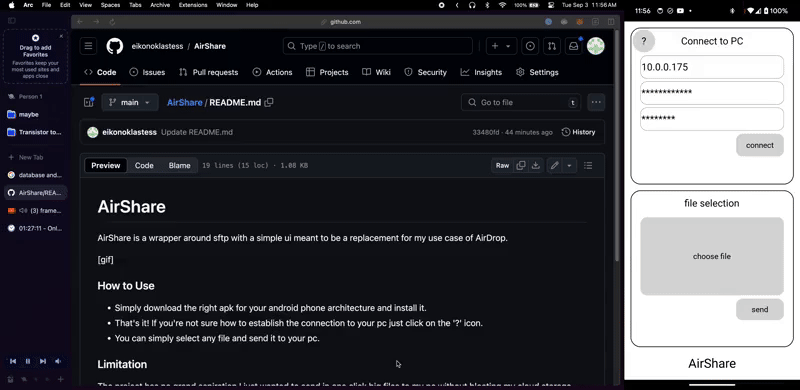 Arc File Edit View Spaces Tabs Archive Extensions Window Help
100% Tue Sep 3 11:56 AM
github.com
Drag to add Favorites
Favorites keep your most used sites and apps close
Person 1
maybe
Transistor to...
New Tab
database and...
AirShare/REA...
(3) frame...
01:27:11 - Onl...
eikonoklastess / AirShare
Type / to search
Code Issues Pull requests Actions Projects Wiki Security Insights Settings
main
AirShare / README.md
Go to file t
eikonoklastess Update README.md
33480fd · 44 minutes ago History
Preview Code Blame 19 lines (15 loc) · 1.08 KB
Raw
AirShare
AirShare is a wrapper around sftp with a simple ui meant to be a replacement for my use case of AirDrop.
[gif]
How to Use
• Simply download the right apk for your android phone architecture and install it.
• That's it! If you're not sure how to establish the connection to your pc just click on the '?' icon.
• You can simply select any file and send it to your pc.
Limitation
11:56 100%
? Connect to PC
10.0.0.175
************
********
connect
file selection
choose file
send
AirShare